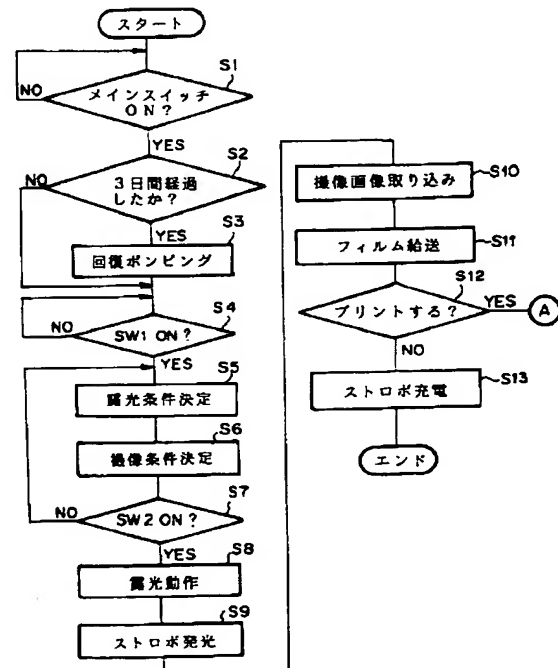 スタート
S1
メインスイッチ
ON?
NO
YES
S2
3日間経過
したか?
NO
YES
S3
回復ポンピング
S4
SW1 ON?
NO
YES
S5
露光条件決定
S6
撮像条件決定
S7
SW2 ON?
NO
YES
S8
露光動作
S9
ストロボ発光
S10
撮像画像取り込み
S11
フィルム給送
S12
プリントする?
YES
A
NO
S13
ストロボ充電
エンド